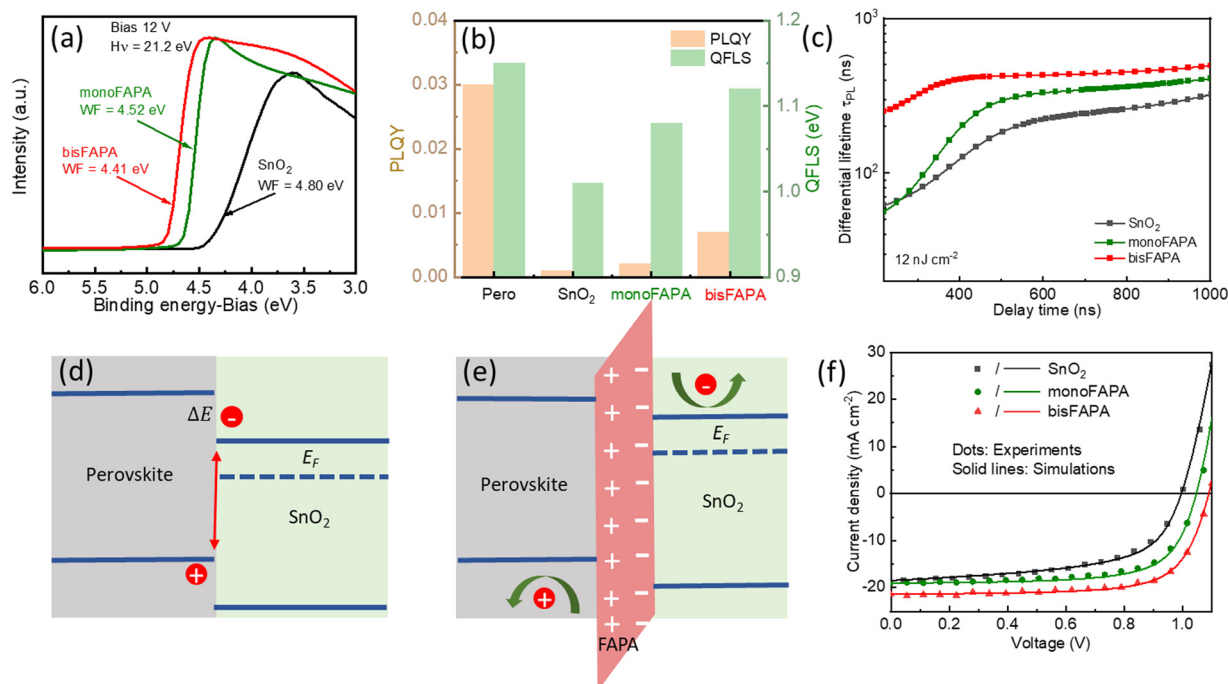 (a)
Bias 12 V
Hν = 21.2 eV
monoFAPA
WF = 4.52 eV
bisFAPA
WF = 4.41 eV
SnO₂
WF = 4.80 eV
Intensity (a.u.)
6.0 5.5 5.0 4.5 4.0 3.5 3.0
Binding energy-Bias (eV)
(b)
PLQY
QFLS
0.04
0.03
0.02
0.01
0.00
PLQY
1.2
1.1
1.0
0.9
QFLS (eV)
Pero SnO₂ monoFAPA bisFAPA
(c)
Differential lifetime τPL (ns)
10³
10²
SnO₂
monoFAPA
bisFAPA
12 nJ cm⁻²
400 600 800 1000
Delay time (ns)
(d)
ΔE
-
EF
Perovskite
SnO₂
+
(e)
+ + + + + + + +
- - - - - - - -
-
EF
Perovskite
SnO₂
+
FAPA
(f)
/ SnO₂
/ monoFAPA
/ bisFAPA
Dots: Experiments
Solid lines: Simulations
Current density (mA cm⁻²)
30
20
10
0
-10
-20
0.0 0.2 0.4 0.6 0.8 1.0
Voltage (V)